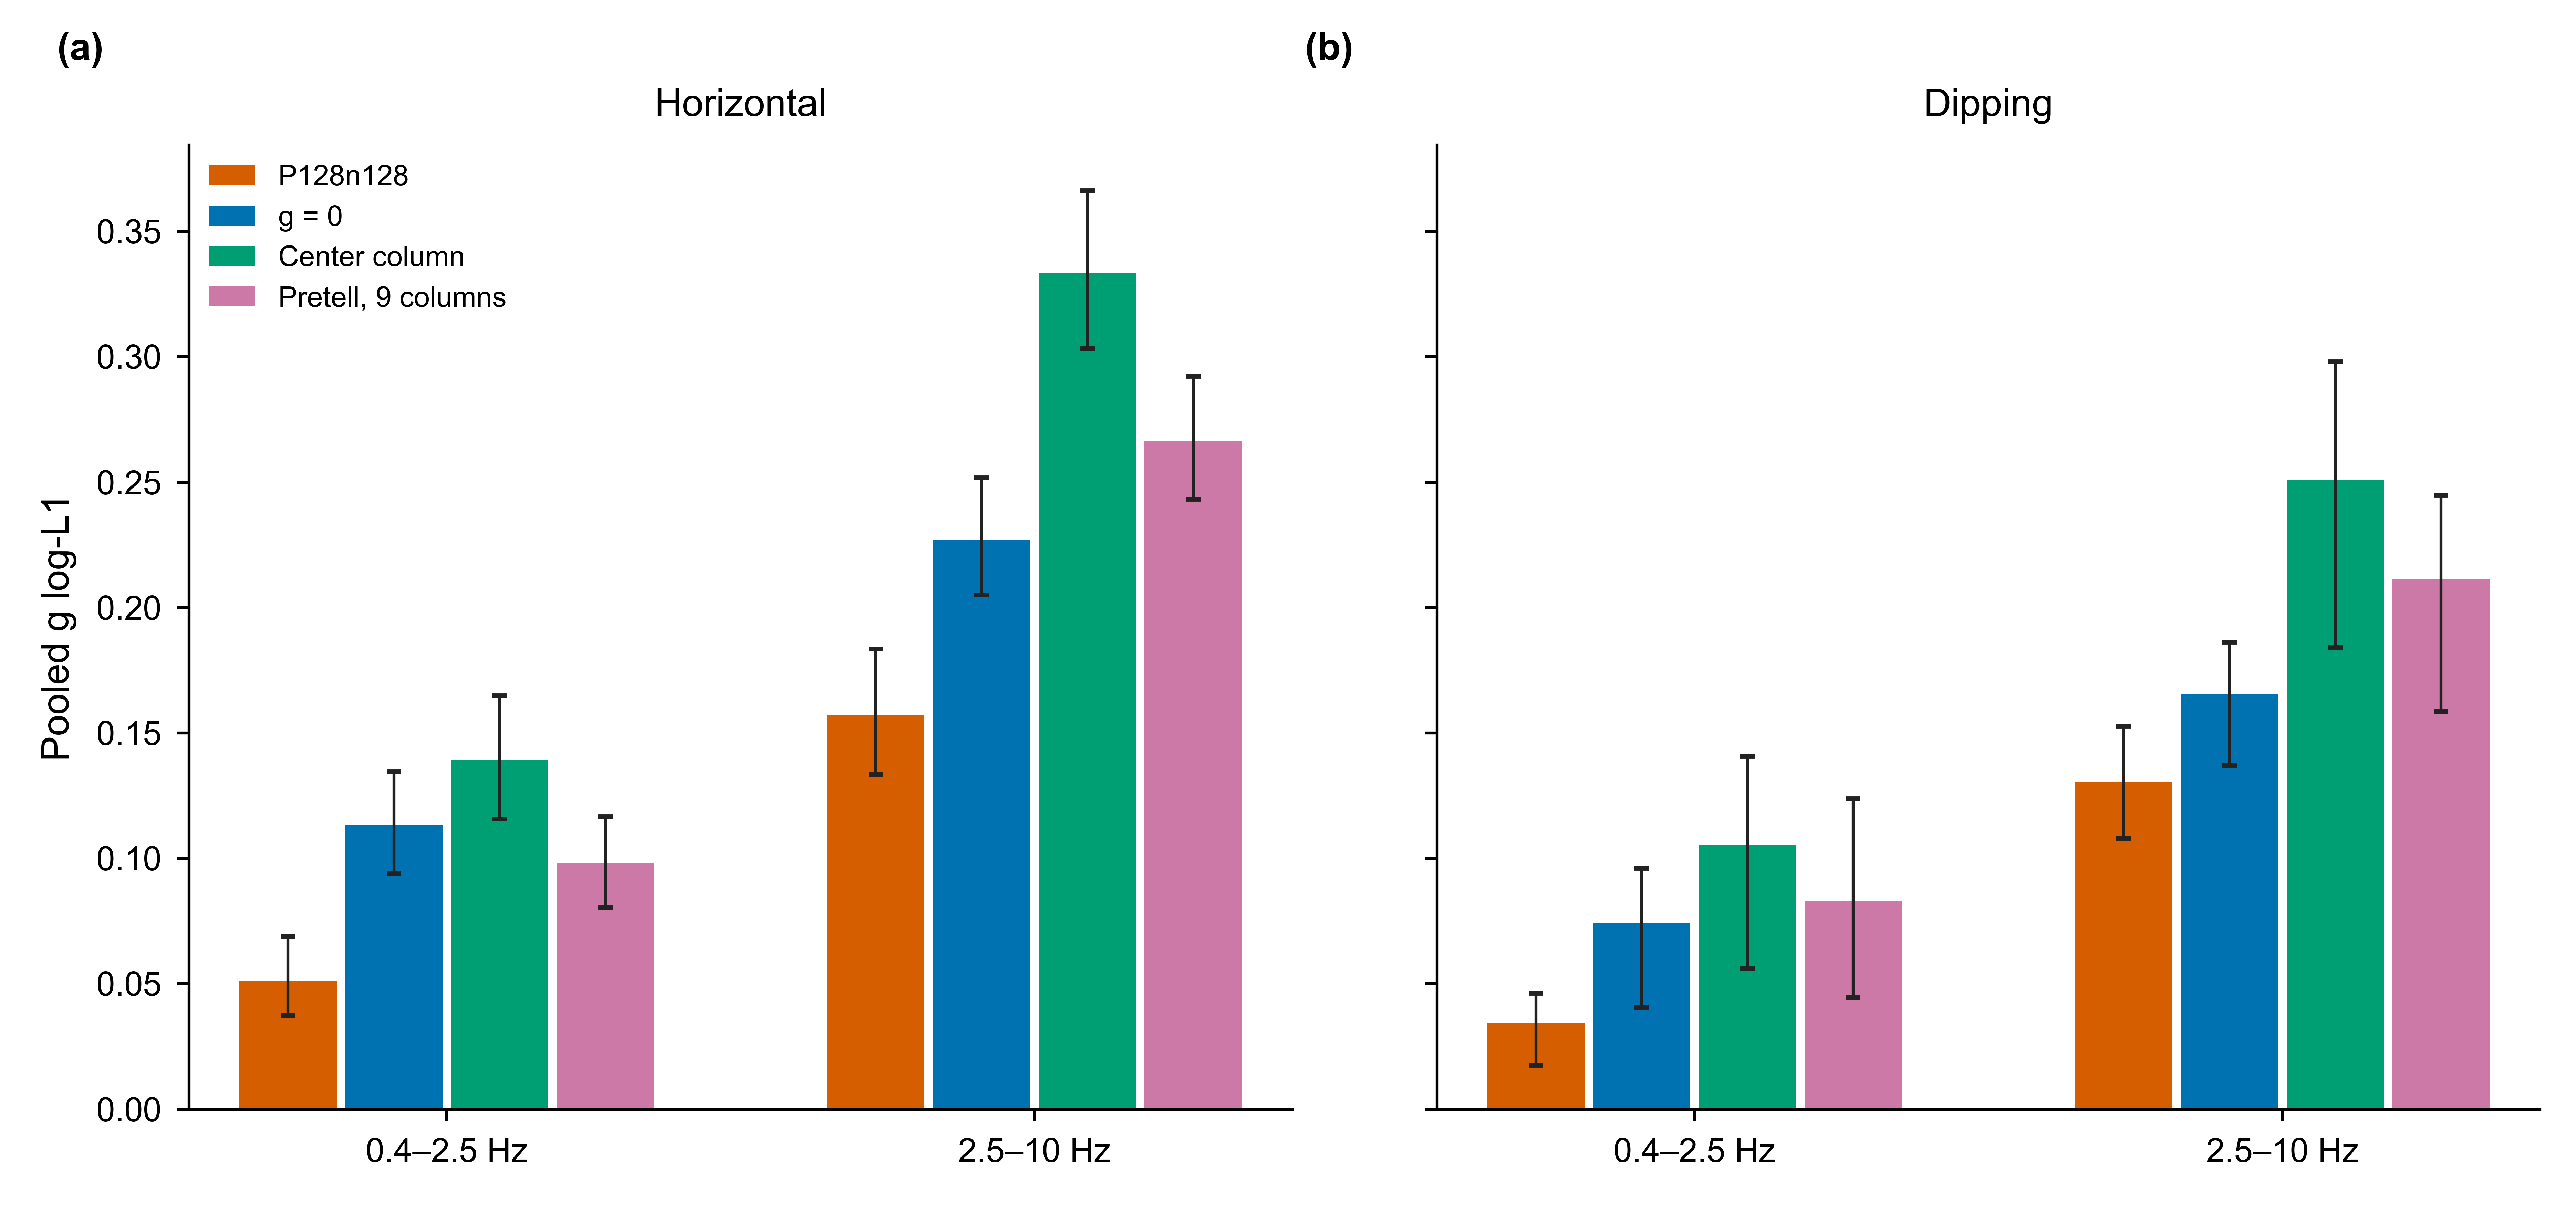 (a)
Horizontal
P128n128
g = 0
Center column
Pretell, 9 columns
Pooled g log-L1
0.35
0.30
0.25
0.20
0.15
0.10
0.05
0.00
0.4–2.5 Hz
2.5–10 Hz
(b)
Dipping
0.4–2.5 Hz
2.5–10 Hz